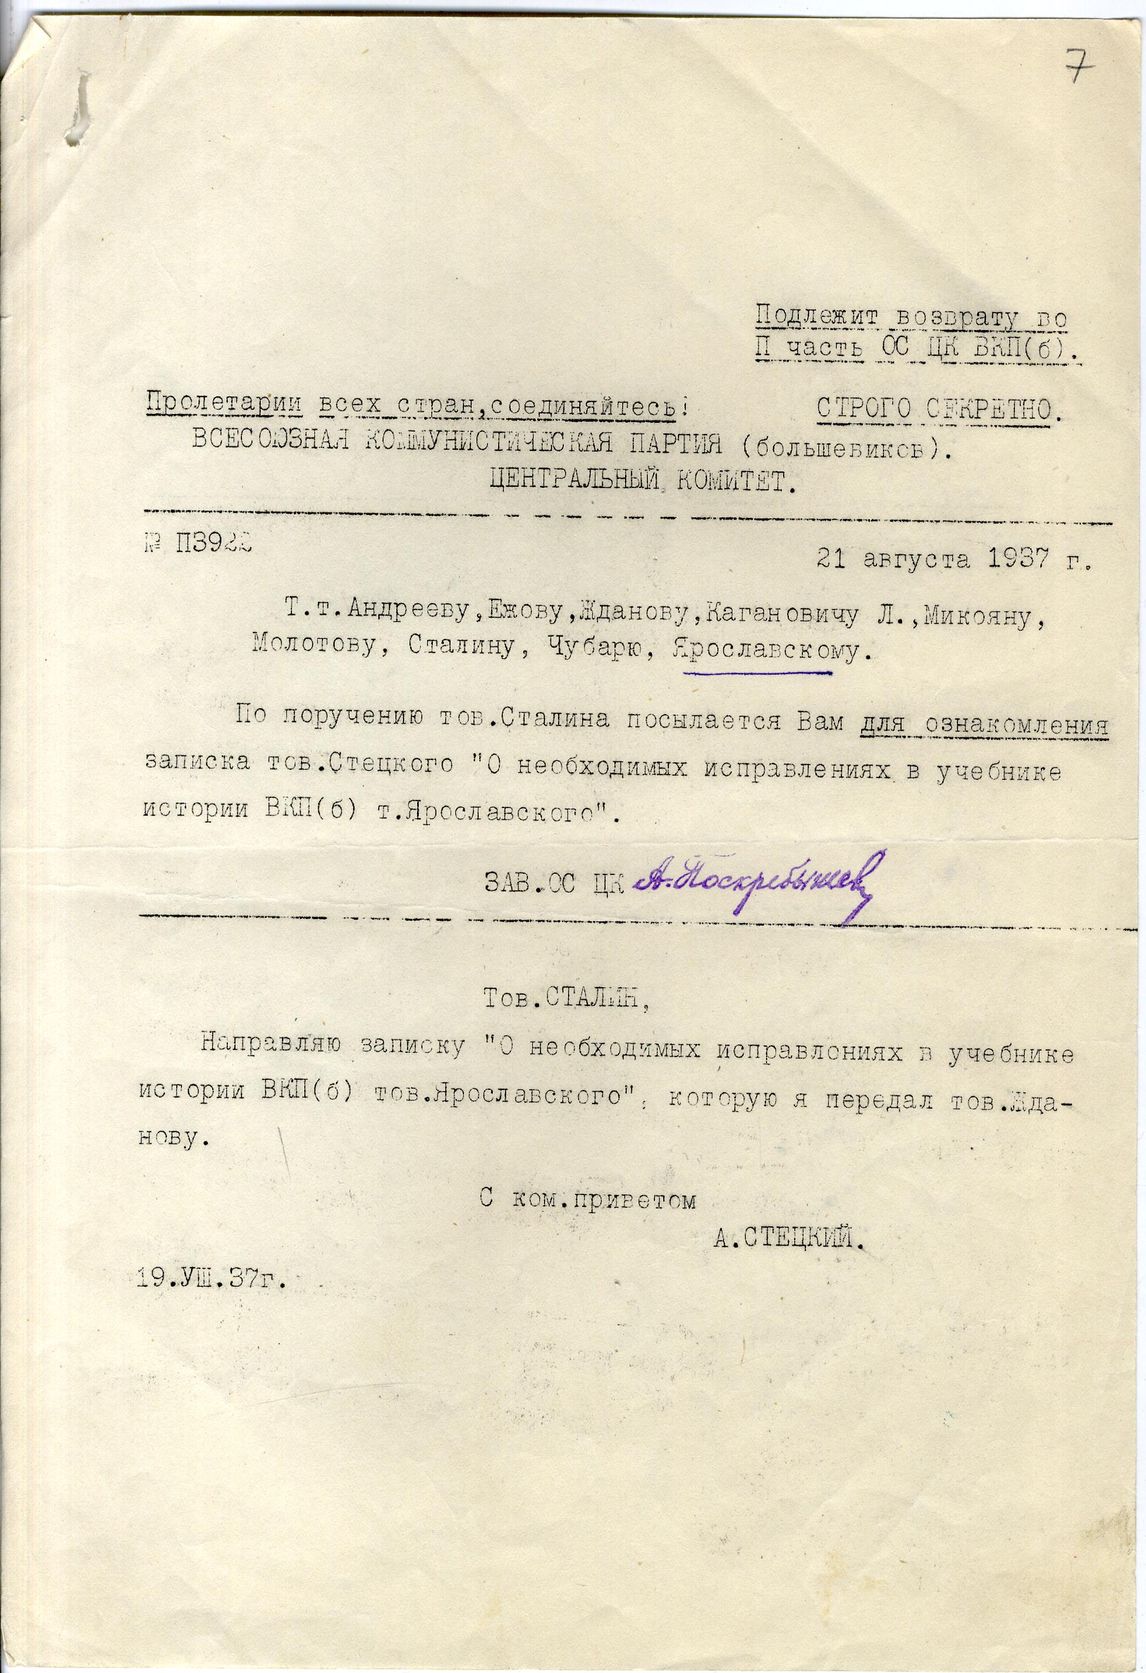 7
Подлежит возврату во
П часть ОС ЦК ВКП(б).
Пролетарии всех стран,соединяйтесь! СТРОГО СЕКРЕТНО.
ВСЕСОЮЗНАЯ КОММУНИСТИЧЕСКАЯ ПАРТИЯ (большевиков).
ЦЕНТРАЛЬНЫЙ КОМИТЕТ.
№ П3922
21 августа 1937 г.
Т.т.Андрееву,Ежову,Жданову,Кагановичу Л.,Микояну,
Молотову, Сталину, Чубарю, Ярославскому.
По поручению тов.Сталина посылается Вам для ознакомления
записка тов.Стецкого "О необходимых исправлениях в учебнике
истории ВКП(б) т.Ярославского".
ЗАВ.ОС ЦК А.Поскребышев
Тов.СТАЛИН,
Направляю записку "О необходимых исправлониях в учебнике
истории ВКП(б) тов.Ярославского", которую я передал тов.Жда-
нову.
С ком.приветом
А.СТЕЦКИЙ.
19.УШ.37г.